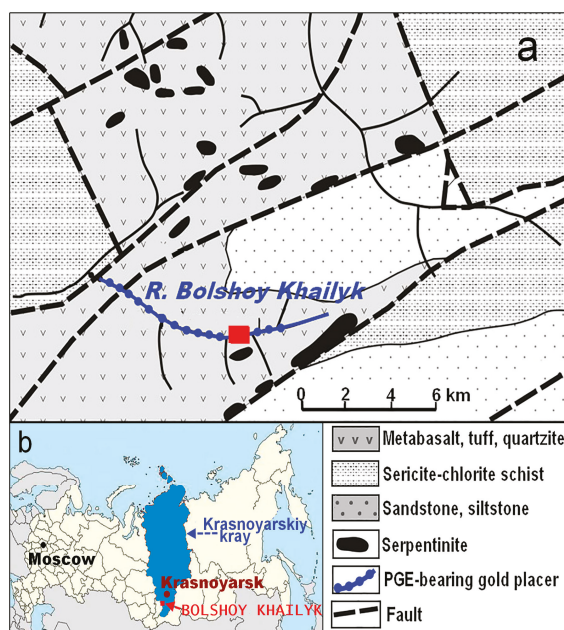 a
R. Bolshoy Khailyk
0 2 4 6 km
b
Moscow
Krasnoyarskiy
kray
Krasnoyarsk
BOLSHOY KHAILYK
Metabasalt, tuff, quartzite
Sericite-chlorite schist
Sandstone, siltstone
Serpentinite
PGE-bearing gold placer
Fault